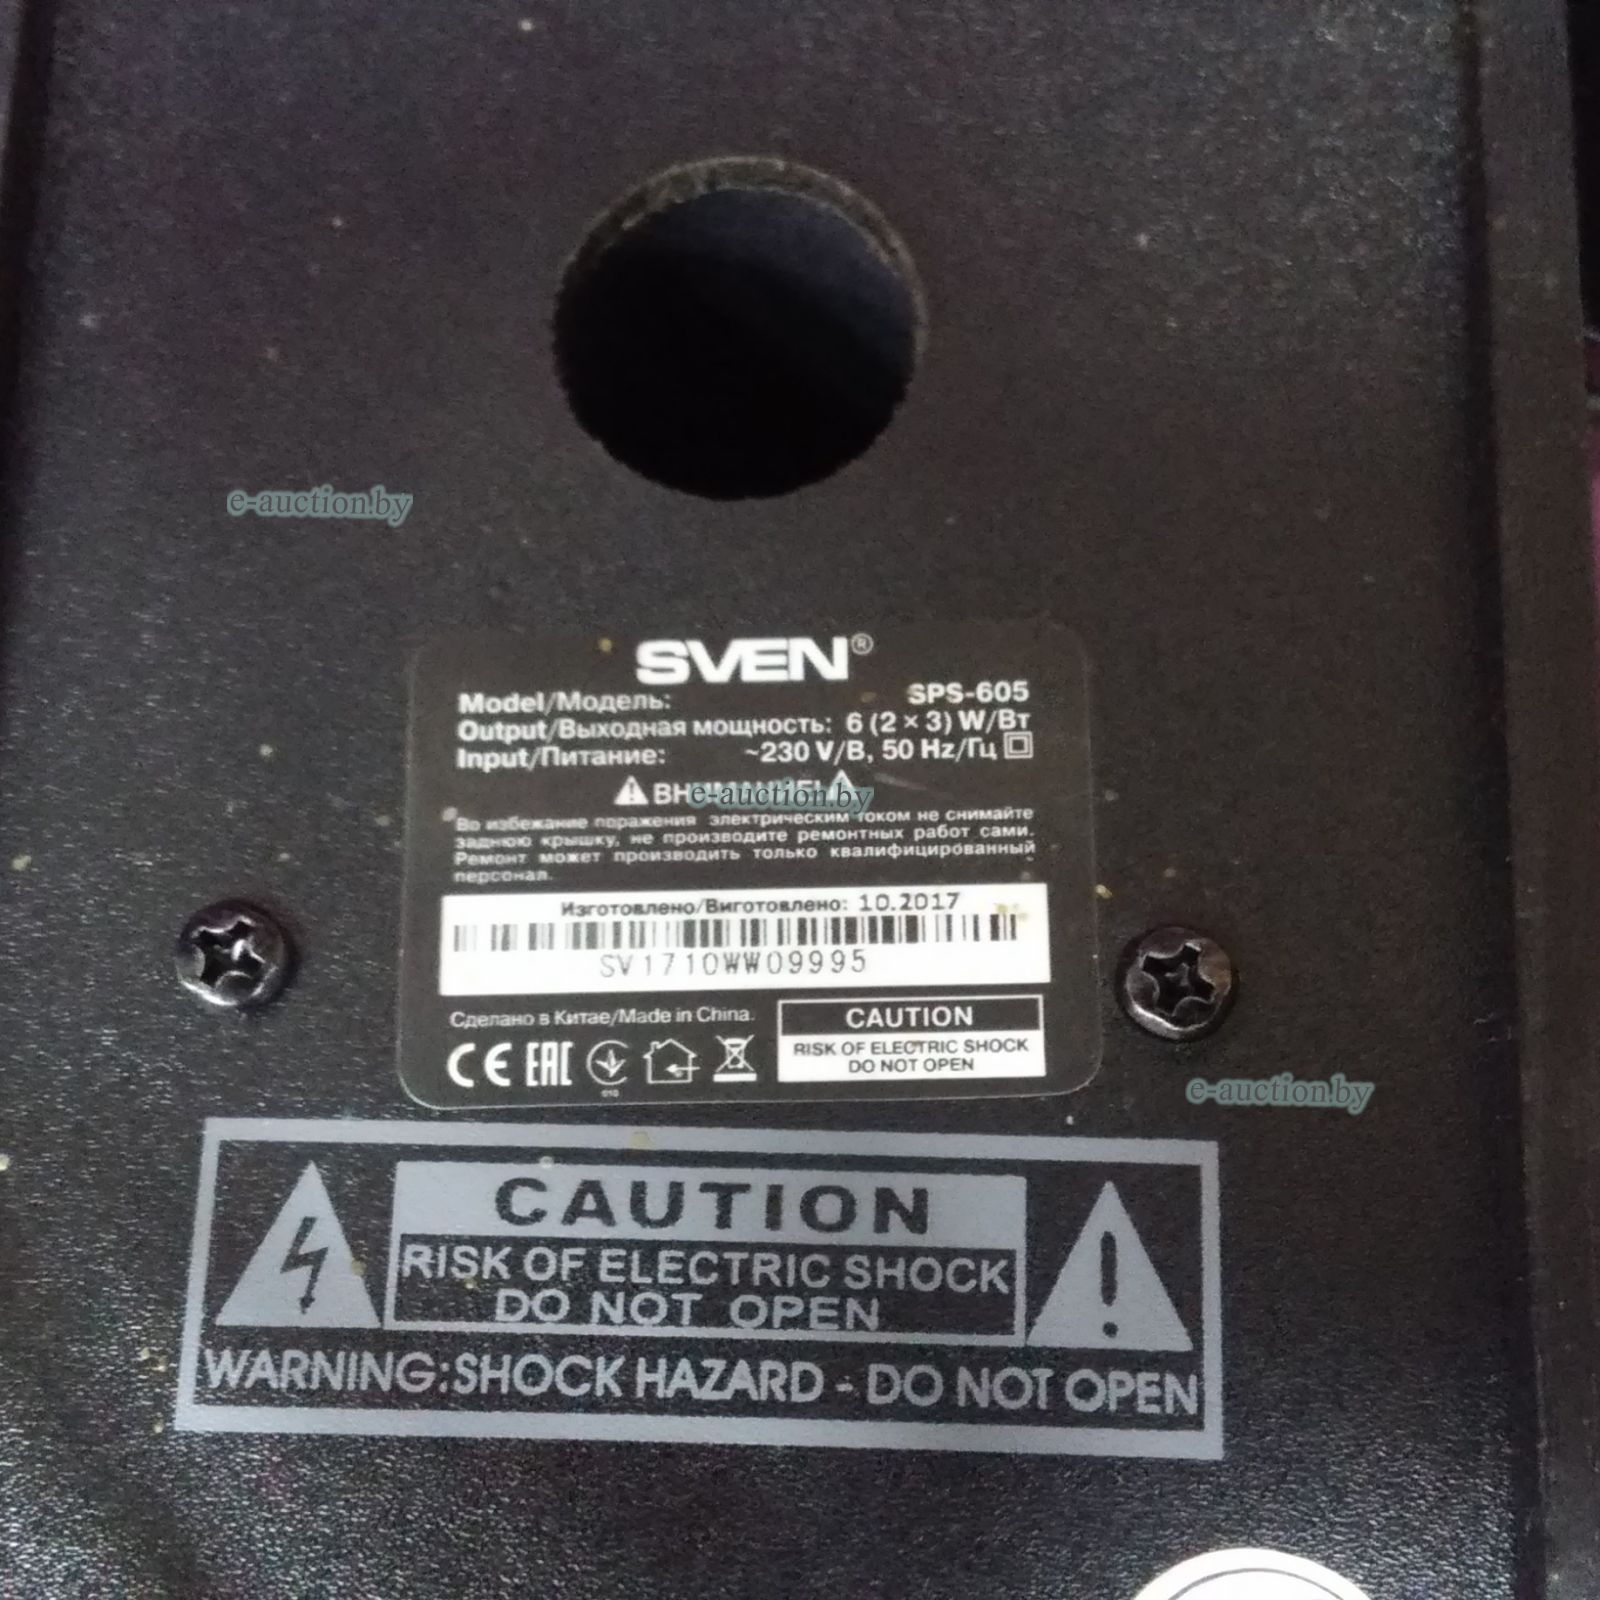 e-auction.by
SVEN®
Model/Модель: SPS-605
Output/Выходная мощность: 6 (2 × 3) W/Вт
Input/Питание: ~230 V/В, 50 Hz/Гц
e-auction.by
Во избежание поражения электрическим током не снимайте
заднюю крышку, не производите ремонтных работ сами.
Ремонт может производить только квалифицированный
персонал.
Изготовлено/Виготовлено: 10.2017
SV1710WW09995
Сделано в Китае/Made in China.
CE EAC
010
CAUTION
RISK OF ELECTRIC SHOCK
DO NOT OPEN
e-auction.by
CAUTION
RISK OF ELECTRIC SHOCK
DO NOT OPEN
WARNING:SHOCK HAZARD - DO NOT OPEN